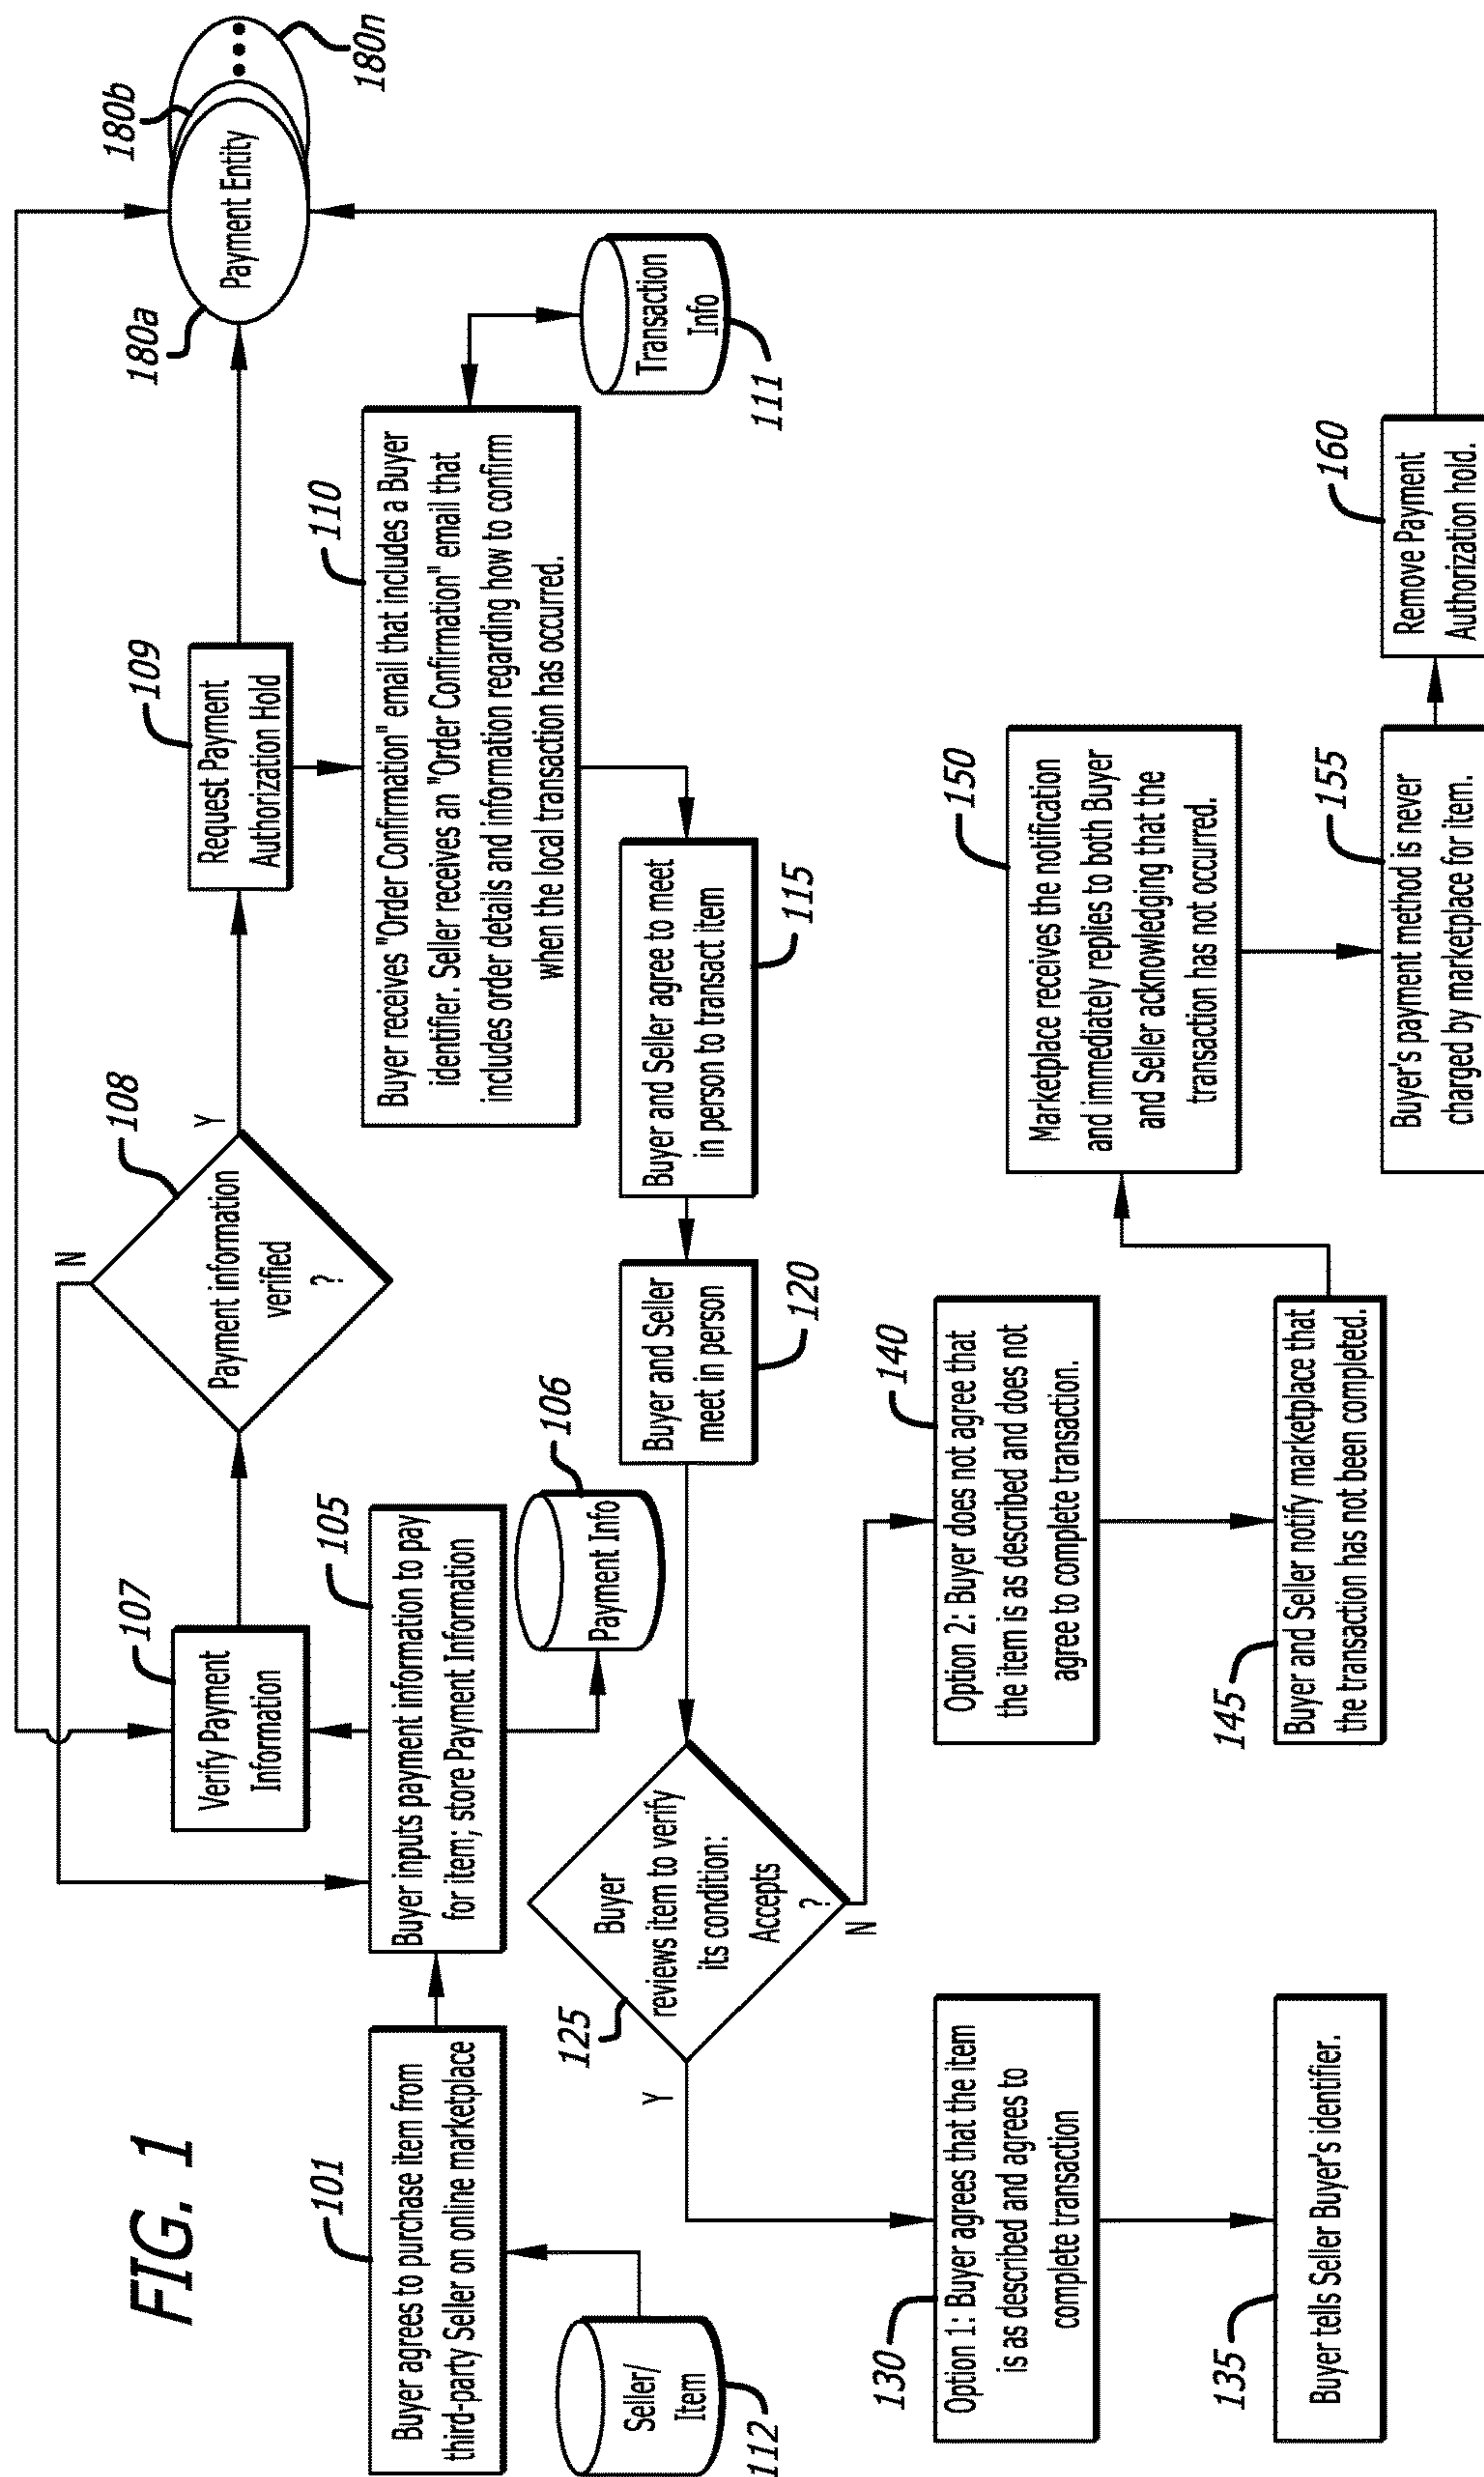 FIG. 1
101
Buyer agrees to purchase item from
third-party Seller on online marketplace
Seller/
Item
112
105
Buyer inputs payment information to pay
for item; store Payment Information
Payment Info
106
107
Verify Payment
Information
N
108
Payment information
verified
?
Y
109
Request Payment
Authorization Hold
180a
180b
180n
Payment Entity
110
Buyer receives "Order Confirmation" email that includes a Buyer
identifier. Seller receives an "Order Confirmation" email that
includes order details and information regarding how to confirm
when the local transaction has occurred.
Transaction
Info
111
Buyer and Seller agree to meet
in person to transact item
115
Buyer and Seller
meet in person
120
125
Buyer
reviews item to verify
its condition:
Accepts
?
Y
N
130
Option 1: Buyer agrees that the item
is as described and agrees to
complete transaction
135
Buyer tells Seller Buyer's identifier.
140
Option 2: Buyer does not agree that
the item is as described and does not
agree to complete transaction.
145
Buyer and Seller notify marketplace that
the transaction has not been completed.
150
Marketplace receives the notification
and immediately replies to both Buyer
and Seller acknowledging that the
transaction has not occurred.
155
Buyer's payment method is never
charged by marketplace for item.
160
Remove Payment
Authorization hold.